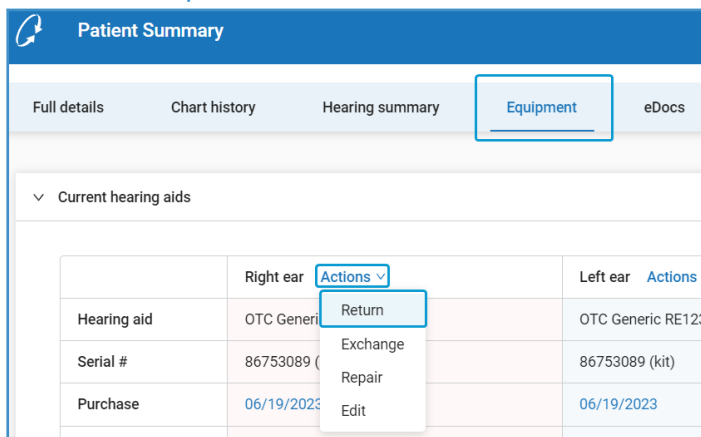 Patient Summary
Full details Chart history Hearing summary Equipment eDocs
Current hearing aids
Right ear Actions Left ear Actions
Return
Hearing aid OTC Generi OTC Generic RE123
Exchange
Serial # 86753089 ( 86753089 (kit)
Repair
Purchase 06/19/2023 06/19/2023
Edit